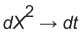 dX² → dt